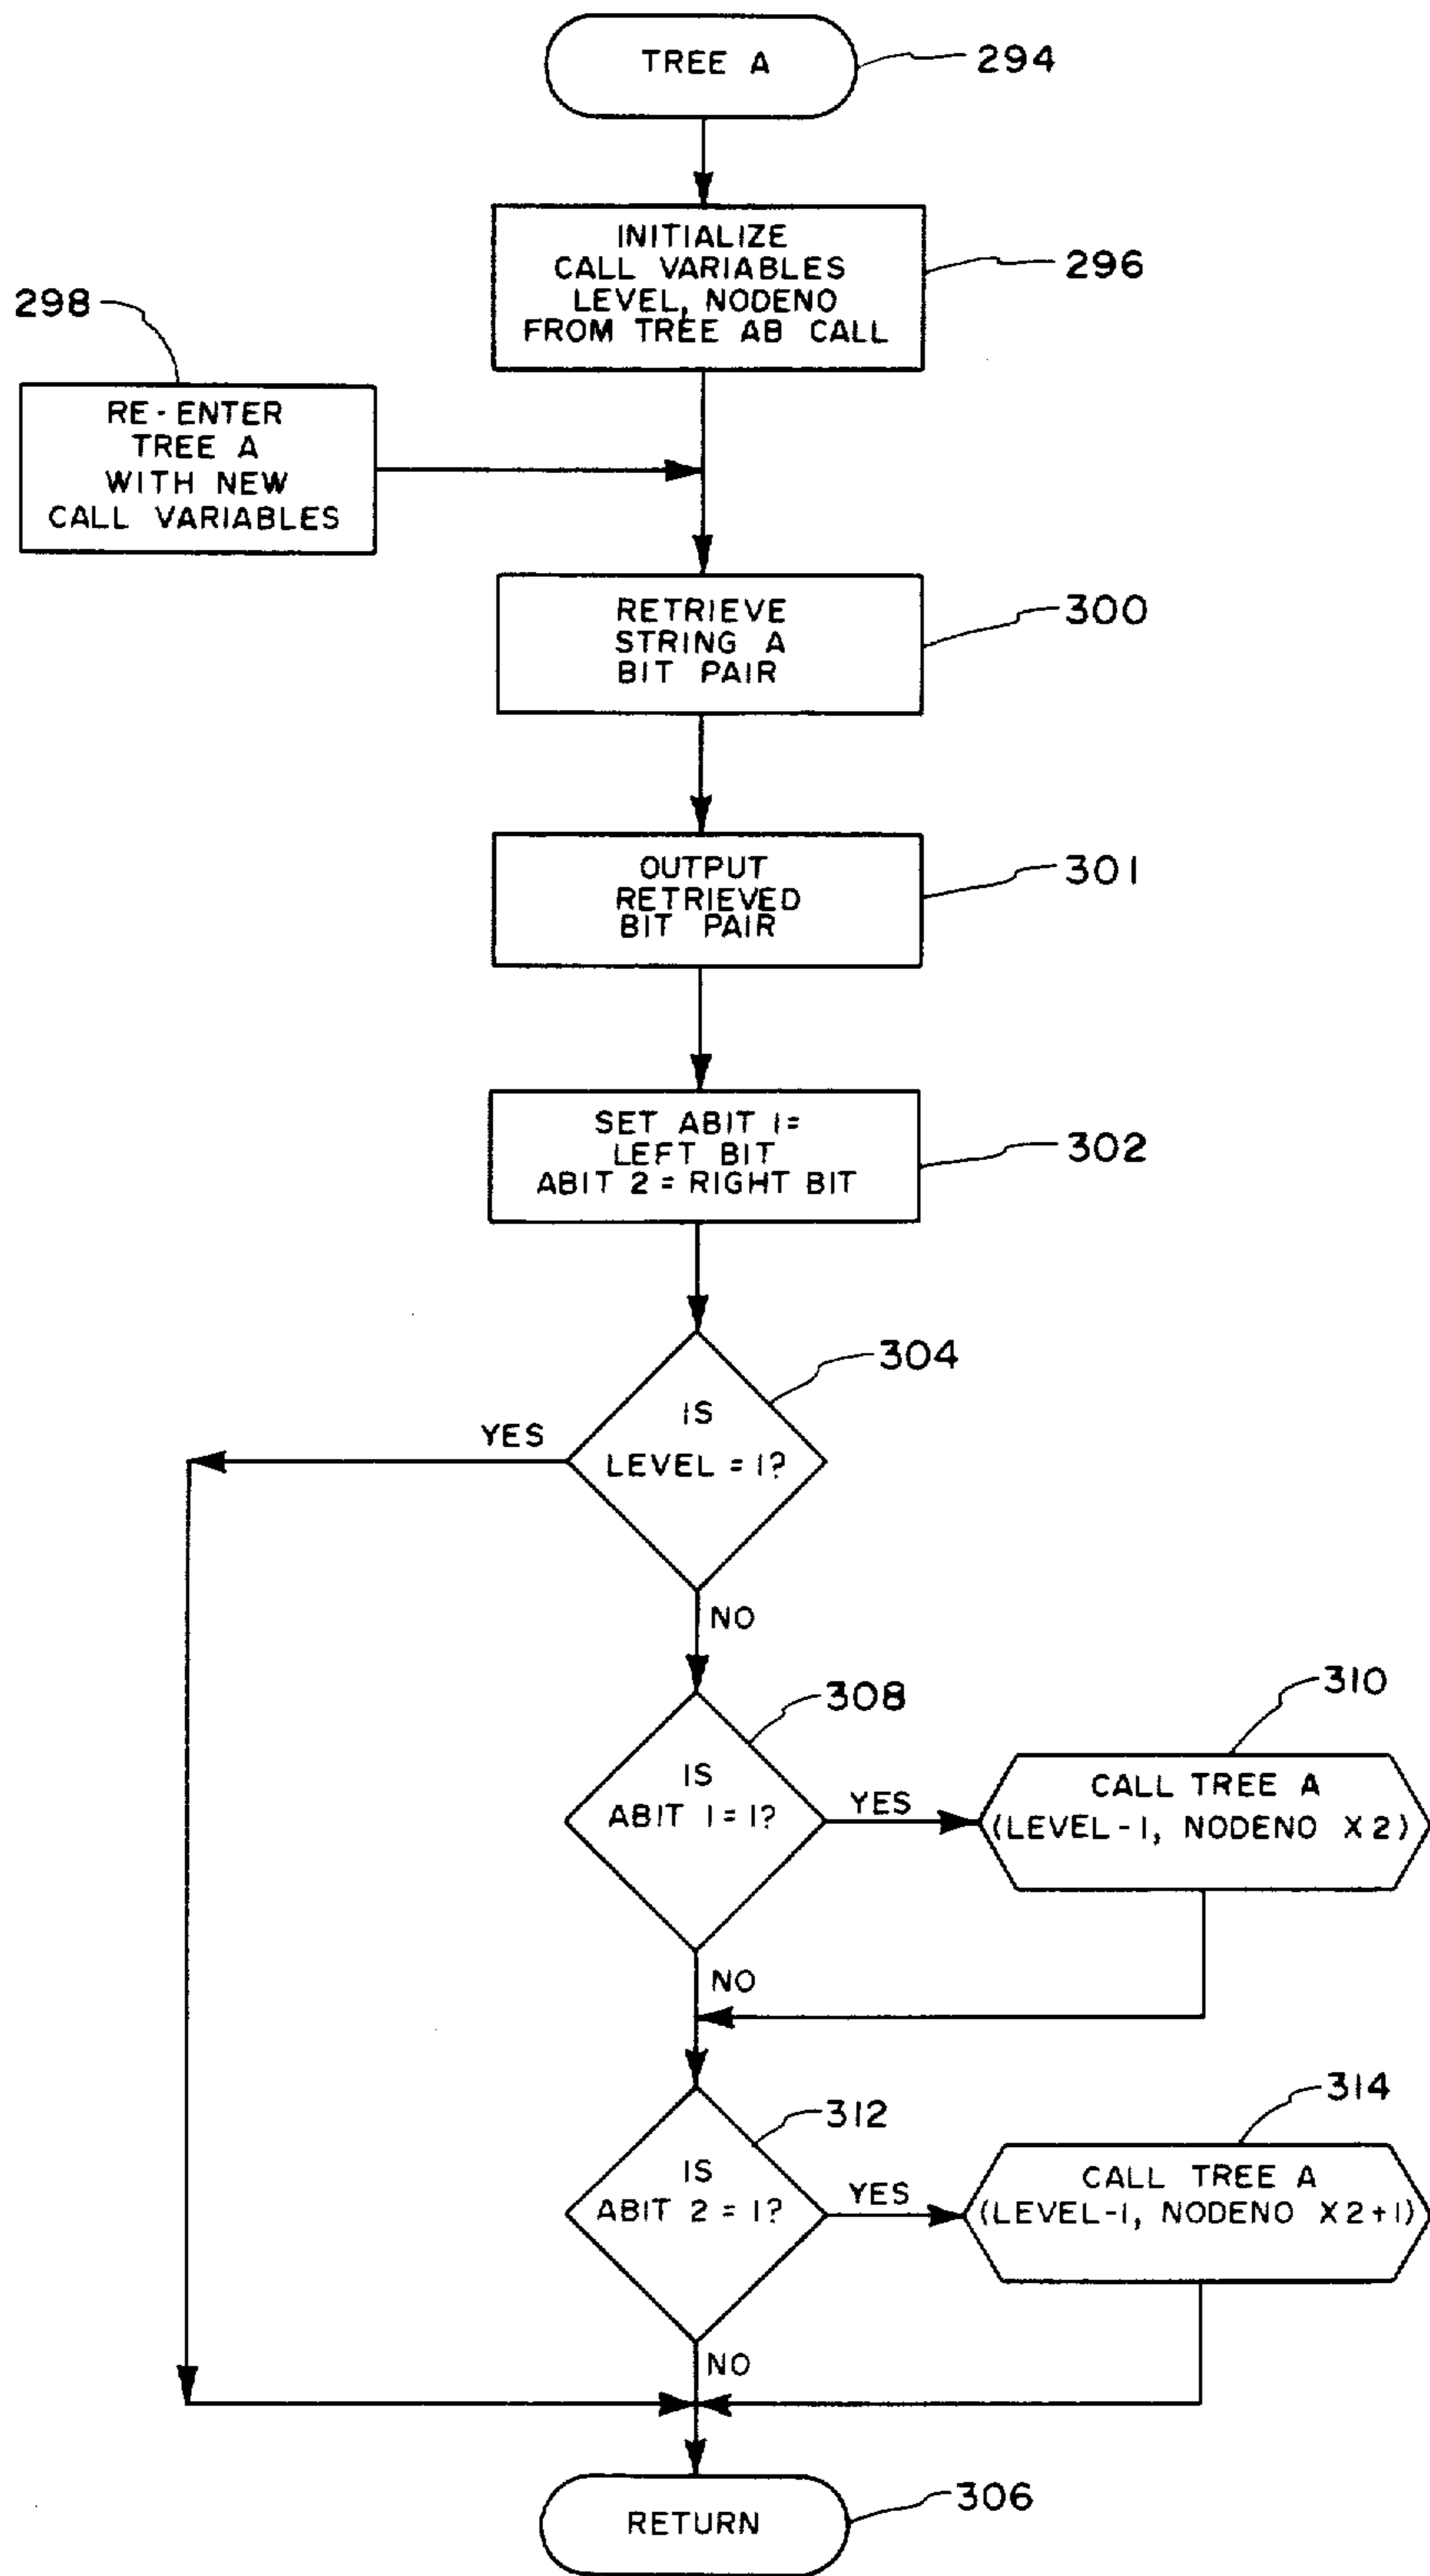 TREE A
294
INITIALIZE
CALL VARIABLES
LEVEL, NODENO
FROM TREE AB CALL
296
298
RE-ENTER
TREE A
WITH NEW
CALL VARIABLES
RETRIEVE
STRING A
BIT PAIR
300
OUTPUT
RETRIEVED
BIT PAIR
301
SET ABIT 1=
LEFT BIT
ABIT 2 = RIGHT BIT
302
304
IS
LEVEL = 1?
YES
NO
308
IS
ABIT 1 = 1?
YES
310
CALL TREE A
(LEVEL-1, NODENO X 2)
NO
312
IS
ABIT 2 = 1?
YES
314
CALL TREE A
(LEVEL-1, NODENO X 2+1)
NO
RETURN
306